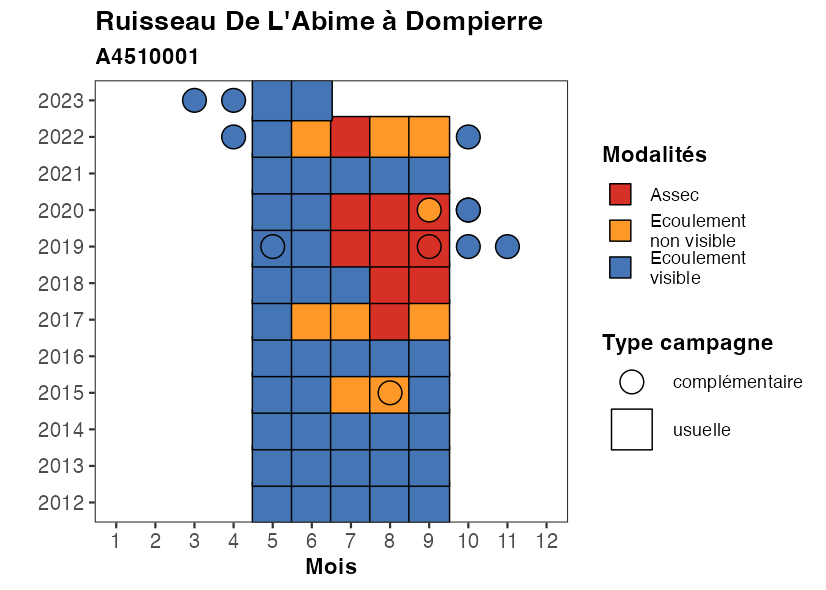 Ruisseau De L'Abime à Dompierre
A4510001
2023
2022
2021
2020
2019
2018
2017
2016
2015
2014
2013
2012
1 2 3 4 5 6 7 8 9 10 11 12
Mois
Modalités
Assec
Ecoulement
non visible
Ecoulement
visible
Type campagne
complémentaire
usuelle